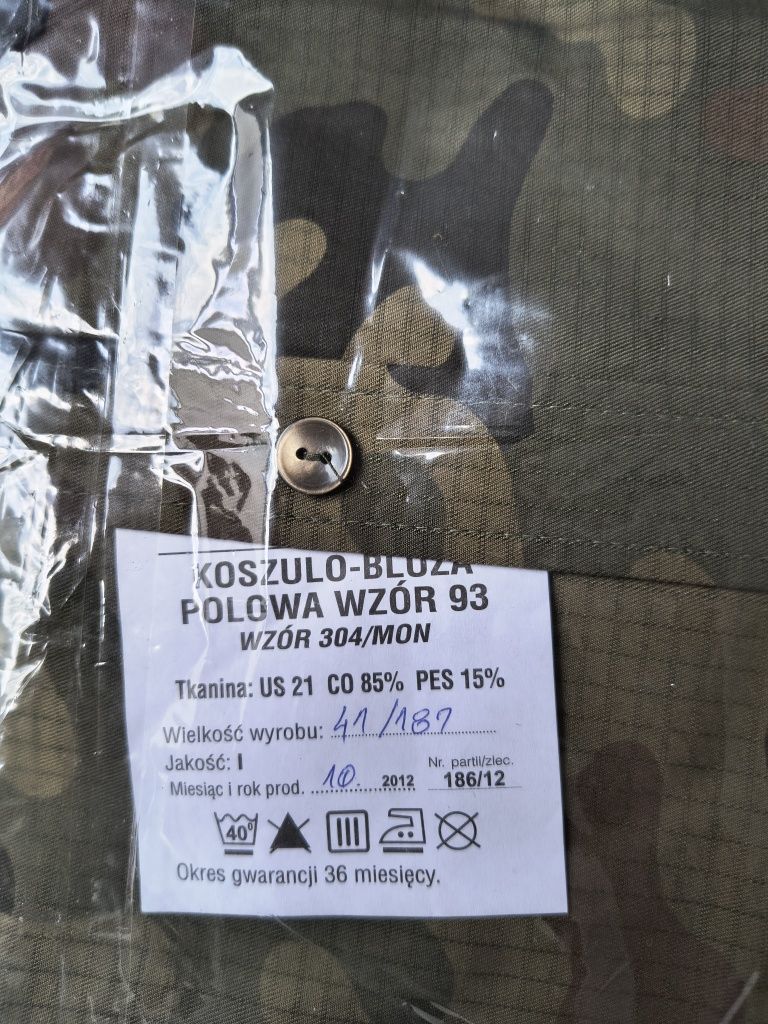 KOSZULO-BLUZA
POLOWA WZÓR 93
WZÓR 304/MON
Tkanina: US 21 CO 85% PES 15%
Wielkość wyrobu: 41/187
Jakość: I
Nr. partii/zlec.
Miesiąc i rok prod. 10. 2012 186/12
40°
Okres gwarancji 36 miesięcy.